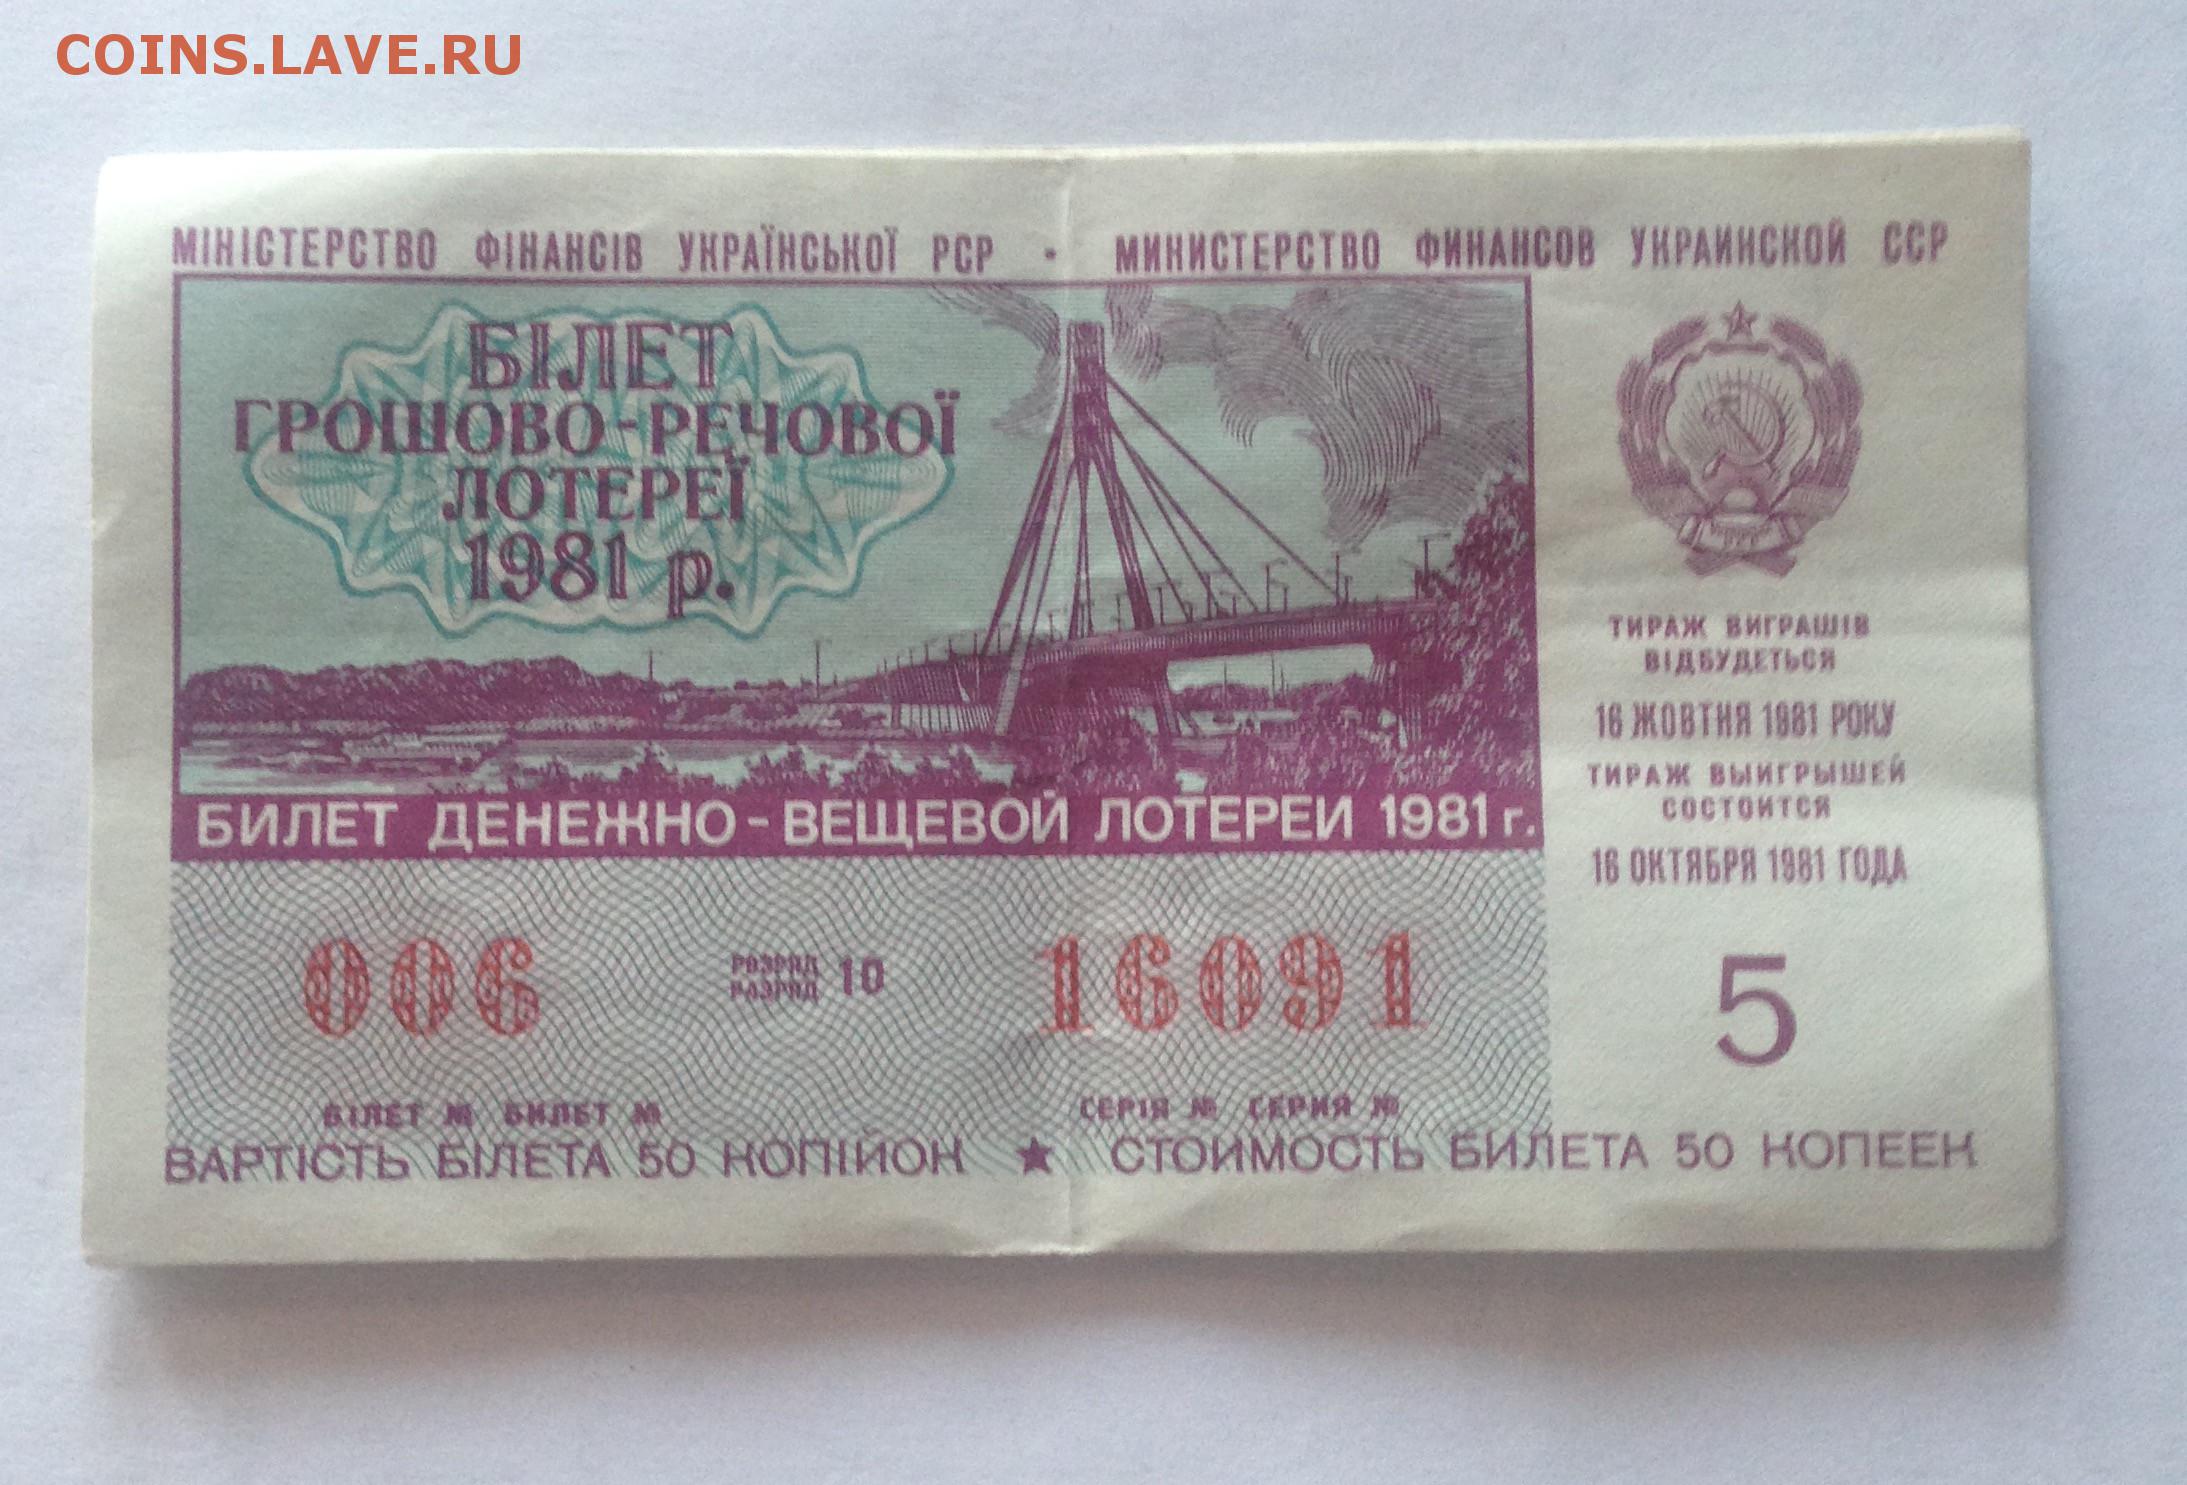 COINS.LAVE.RU
МІНІСТЕРСТВО ФІНАНСІВ УКРАЇНСЬКОЇ РСР · МИНИСТЕРСТВО ФИНАНСОВ УКРАИНСКОЙ ССР
БІЛЕТ
ГРОШОВО-РЕЧОВОЇ
ЛОТЕРЕЇ
1981 р.
БИЛЕТ ДЕНЕЖНО-ВЕЩЕВОЙ ЛОТЕРЕИ 1981 г.
ТИРАЖ ВИГРАШІВ
ВІДБУДЕТЬСЯ
16 ЖОВТНЯ 1981 РОКУ
ТИРАЖ ВЫИГРЫШЕЙ
СОСТОИТСЯ
16 ОКТЯБРЯ 1981 ГОДА
006 РОЗРЯД РАЗРЯД 10 16091
5
БІЛЕТ № БИЛЕТ № СЕРІЯ № СЕРИЯ №
ВАРТІСТЬ БІЛЕТА 50 КОПІЙОК ★ СТОИМОСТЬ БИЛЕТА 50 КОПЕЕК